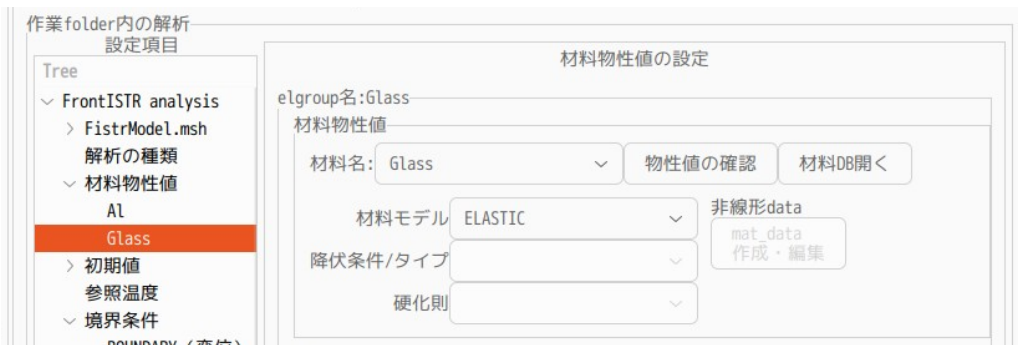 作業folder内の解析
設定項目
Tree
FrontISTR analysis
FistrModel.msh
解析の種類
材料物性値
Al
Glass
初期値
参照温度
境界条件
BOUNDARY (変位)
材料物性値の設定
elgroup名:Glass
材料物性値
材料名: Glass 物性値の確認 材料DB開く
材料モデル ELASTIC
非線形data
mat_data
作成・編集
降伏条件/タイプ
硬化則